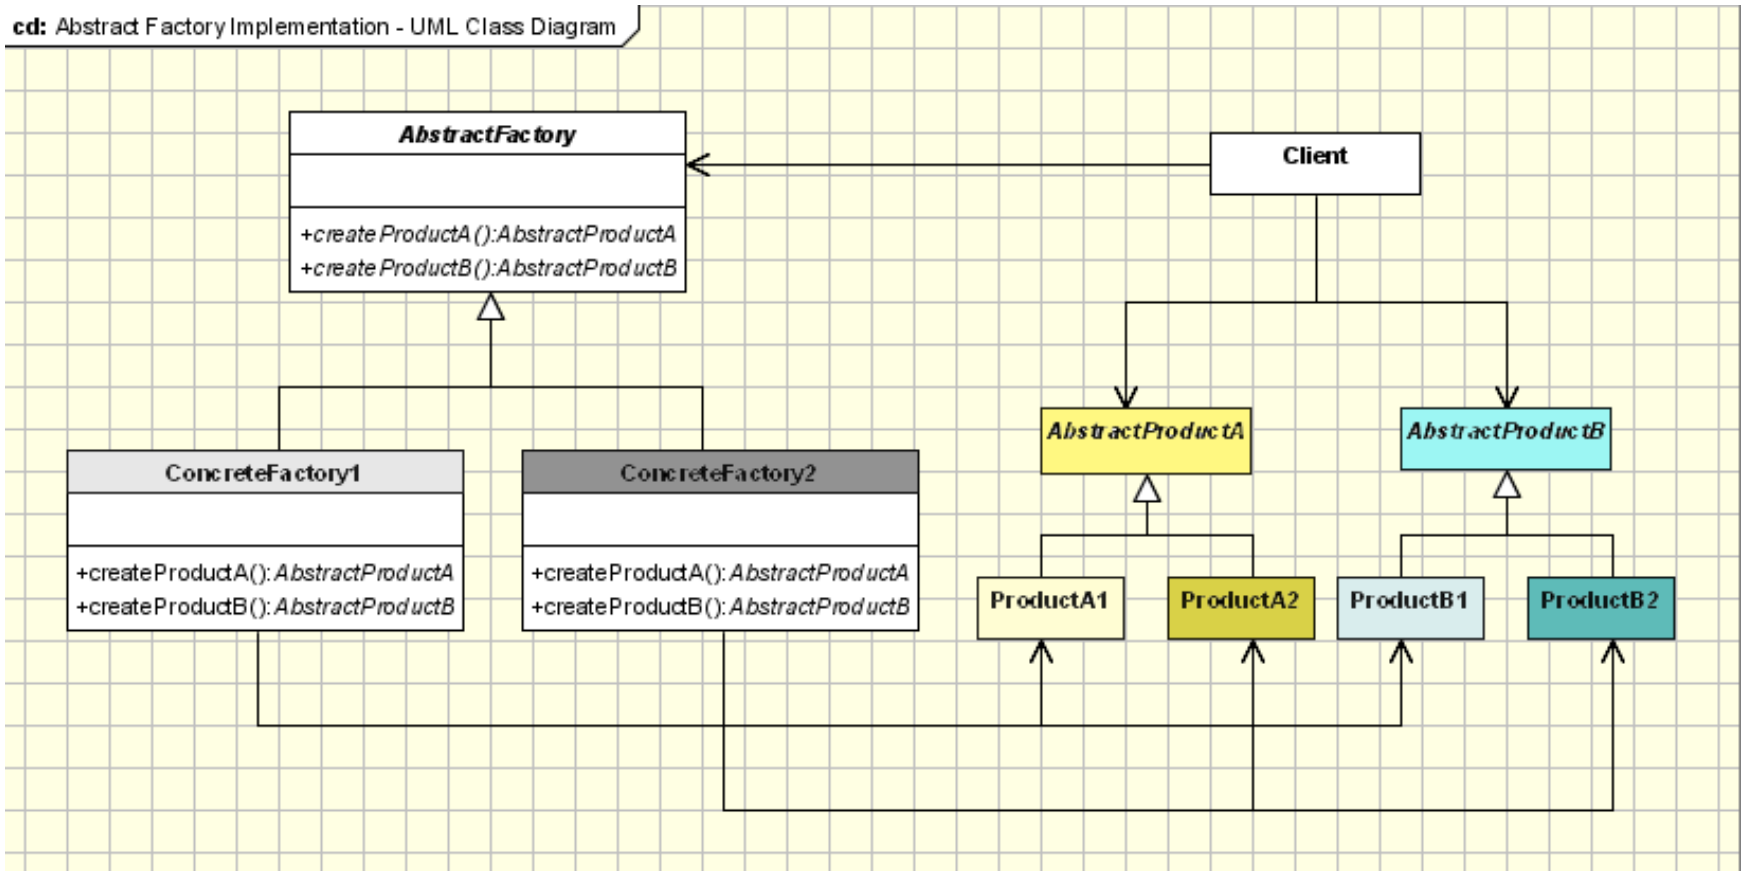 cd: Abstract Factory Implementation - UML Class Diagram
AbstractFactory
+createProductA():AbstractProductA
+createProductB():AbstractProductB
Client
AbstractProductA
AbstractProductB
ConcreteFactory1
+createProductA():AbstractProductA
+createProductB():AbstractProductB
ConcreteFactory2
+createProductA():AbstractProductA
+createProductB():AbstractProductB
ProductA1
ProductA2
ProductB1
ProductB2